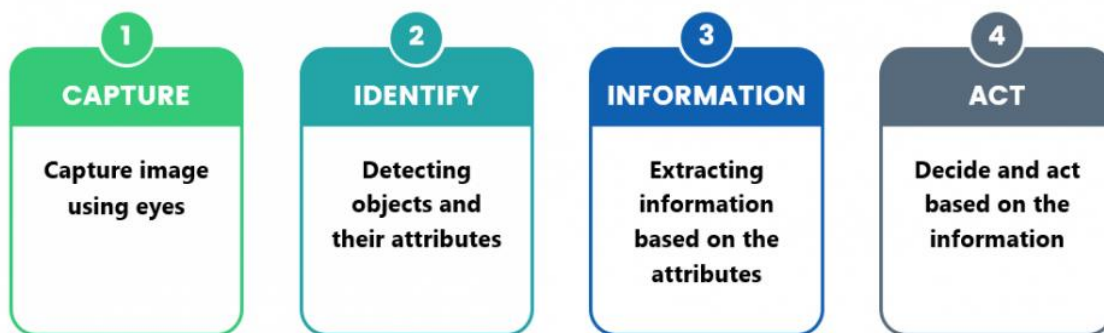 1
CAPTURE
Capture image
using eyes
2
IDENTIFY
Detecting
objects and
their attributes
3
INFORMATION
Extracting
information
based on the
attributes
4
ACT
Decide and act
based on the
information